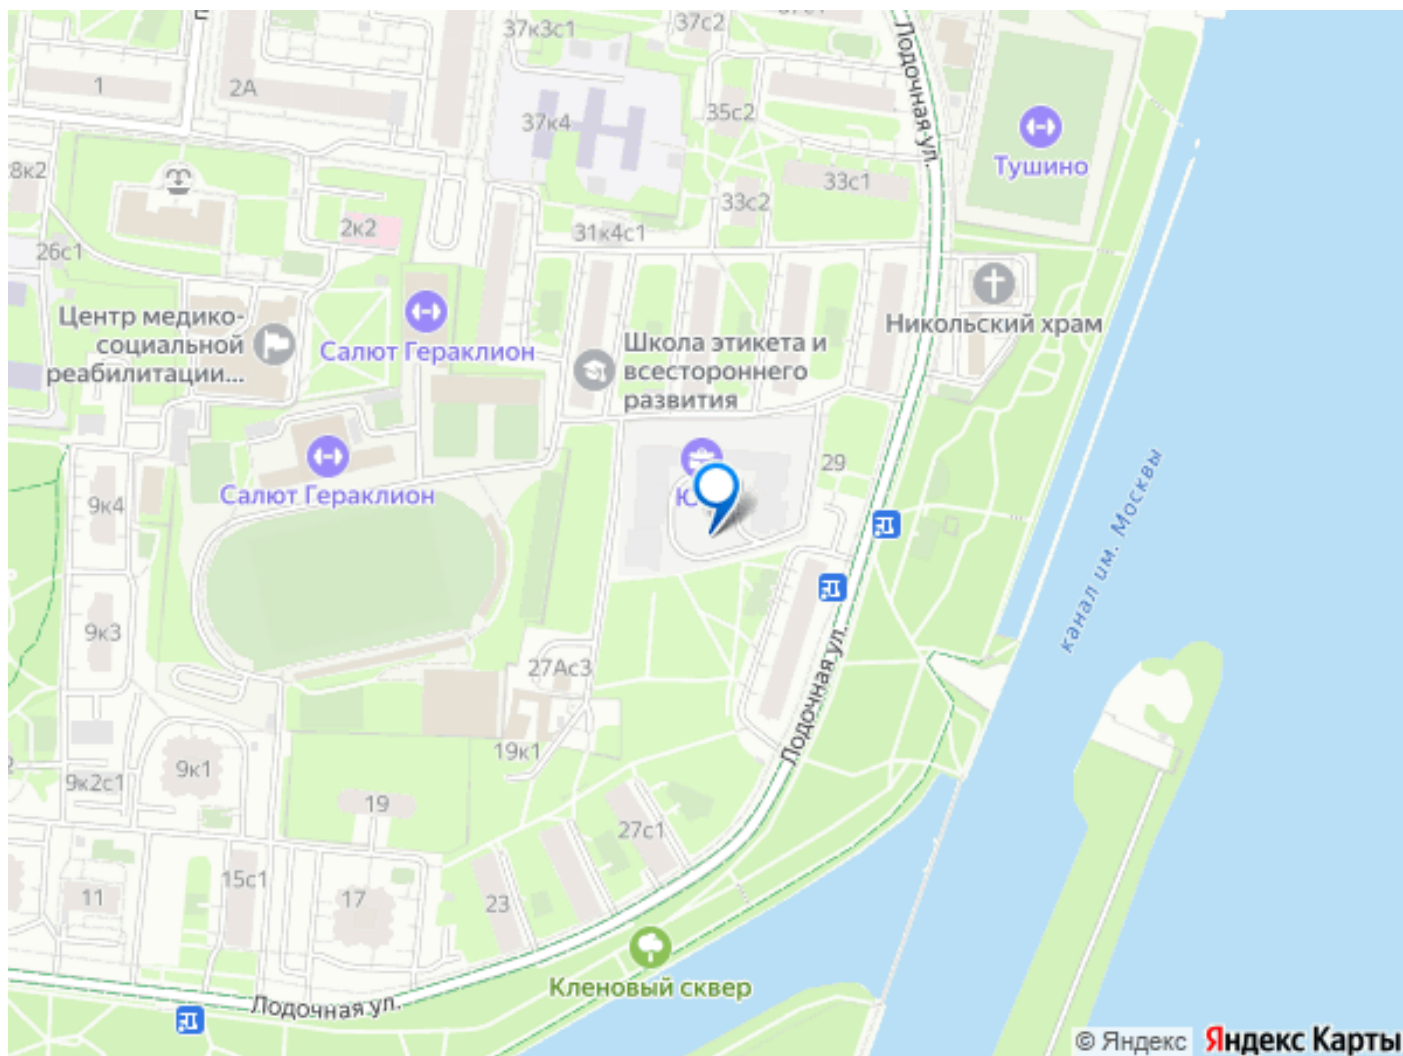 37к3с1
37с2
1
2А
37к4
35с2
Лодочная ул.
Тушино
8к2
33с1
33с2
2к2
31к4с1
26с1
Никольский храм
Центр медико-
социальной
реабилитации...
Салют Гераклион
Школа этикета и
всестороннего
развития
Салют Гераклион
29
9к4
канал им. Москвы
9к3
27Ас3
Лодочная ул.
19к1
9к1
9к2с1
19
27с1
15с1
11
17
23
Кленовый сквер
Лодочная ул.
© Яндекс Яндекс Карты